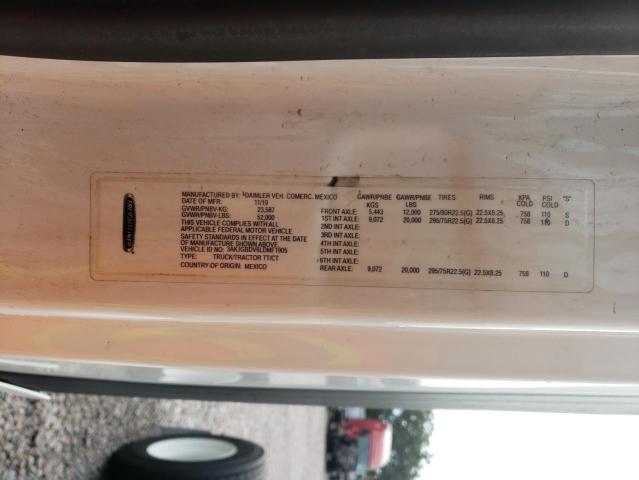 FREIGHTLINER
MANUFACTURED BY: DAIMLER VEH. COMERC. MEXICO
DATE OF MFR: 11/19
GVWR/PNBV-KG: 23,587
GVWR/PNBV-LBS: 52,000
THIS VEHICLE COMPLIES WITH ALL
APPLICABLE FEDERAL MOTOR VEHICLE
SAFETY STANDARDS IN EFFECT AT THE DATE
OF MANUFACTURE SHOWN ABOVE.
VEHICLE ID NO.: 3AKJGBDV6LDMF1905
TYPE: TRUCK/TRACTOR TT/CT
COUNTRY OF ORIGIN: MEXICO
GAWR/PNBE KGS GAWR/PNBE LBS TIRES RIMS KPA COLD PSI COLD "S"
FRONT AXLE: 5,443 12,000 275/80R22.5(G) 22.5X8.25 758 110 S
1ST INT AXLE: 9,072 20,000 295/75R22.5(G) 22.5X8.25 758 110 D
2ND INT AXLE:
3RD INT AXLE:
4TH INT AXLE:
5TH INT AXLE:
6TH INT AXLE:
REAR AXLE: 9,072 20,000 295/75R22.5(G) 22.5X8.25 758 110 D